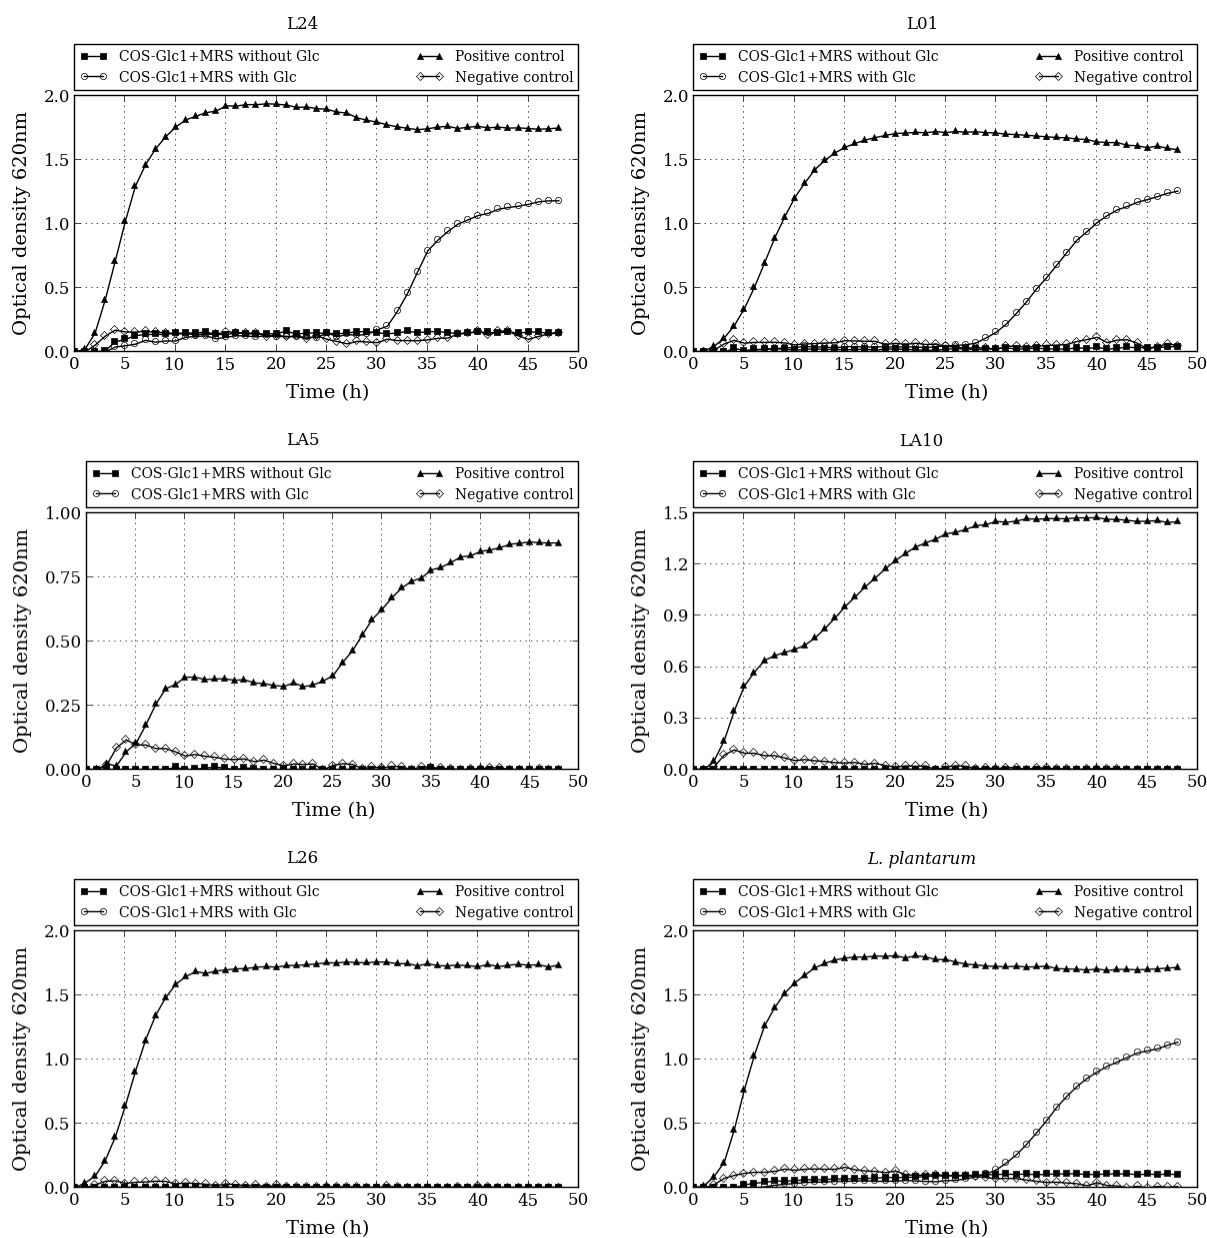 L24
COS-Glc1+MRS without Glc Positive control
COS-Glc1+MRS with Glc Negative control
2.0
1.5
1.0
0.5
0.0
Optical density 620nm
0 5 10 15 20 25 30 35 40 45 50
Time (h)
L01
COS-Glc1+MRS without Glc Positive control
COS-Glc1+MRS with Glc Negative control
2.0
1.5
1.0
0.5
0.0
Optical density 620nm
0 5 10 15 20 25 30 35 40 45 50
Time (h)
LA5
COS-Glc1+MRS without Glc Positive control
COS-Glc1+MRS with Glc Negative control
1.00
0.75
0.50
0.25
0.00
Optical density 620nm
0 5 10 15 20 25 30 35 40 45 50
Time (h)
LA10
COS-Glc1+MRS without Glc Positive control
COS-Glc1+MRS with Glc Negative control
1.5
1.2
0.9
0.6
0.3
0.0
Optical density 620nm
0 5 10 15 20 25 30 35 40 45 50
Time (h)
L26
COS-Glc1+MRS without Glc Positive control
COS-Glc1+MRS with Glc Negative control
2.0
1.5
1.0
0.5
0.0
Optical density 620nm
0 5 10 15 20 25 30 35 40 45 50
Time (h)
L. plantarum
COS-Glc1+MRS without Glc Positive control
COS-Glc1+MRS with Glc Negative control
2.0
1.5
1.0
0.5
0.0
Optical density 620nm
0 5 10 15 20 25 30 35 40 45 50
Time (h)